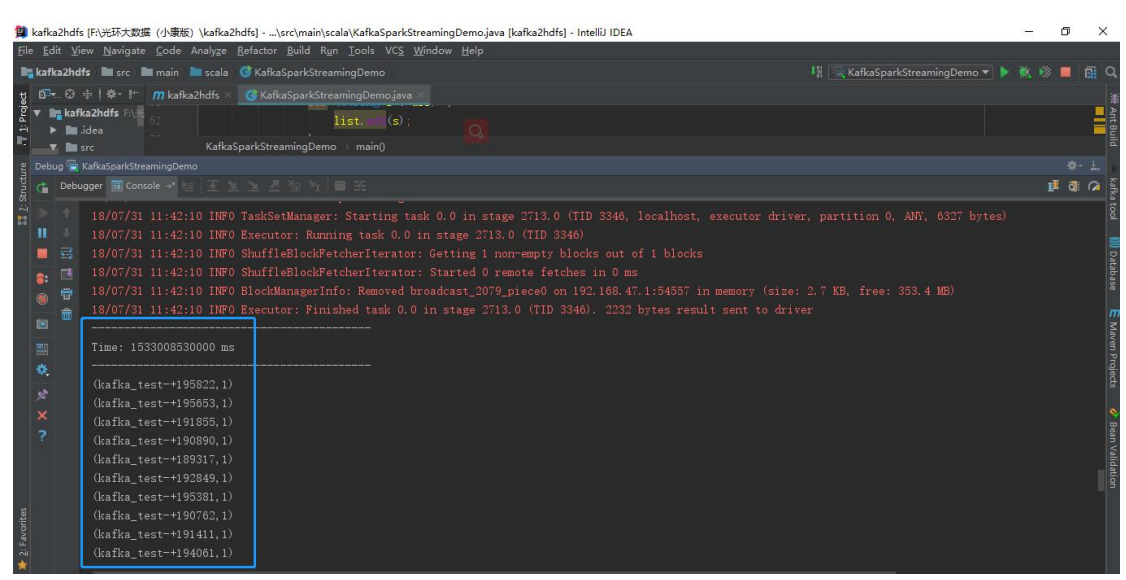 kafka2hdfs [F:\光环大数据 (小康版) \kafka2hdfs] - ...\src\main\scala\KafkaSparkStreamingDemo.java [kafka2hdfs] - IntelliJ IDEA
File Edit View Navigate Code Analyze Refactor Build Run Tools VCS Window Help
kafka2hdfs src main scala KafkaSparkStreamingDemo KafkaSparkStreamingDemo
1: Project
kafka2hdfs × KafkaSparkStreamingDemo.java ×
kafka2hdfs F:\
52 list. (s);
.idea
src KafkaSparkStreamingDemo › main()
Debug KafkaSparkStreamingDemo
Debugger Console
18/07/31 11:42:10 INFO TaskSetManager: Starting task 0.0 in stage 2713.0 (TID 3346, localhost, executor driver, partition 0, ANY, 6327 bytes)
18/07/31 11:42:10 INFO Executor: Running task 0.0 in stage 2713.0 (TID 3346)
18/07/31 11:42:10 INFO ShuffleBlockFetcherIterator: Getting 1 non-empty blocks out of 1 blocks
18/07/31 11:42:10 INFO ShuffleBlockFetcherIterator: Started 0 remote fetches in 0 ms
18/07/31 11:42:10 INFO BlockManagerInfo: Removed broadcast_2079_piece0 on 192.168.47.1:54557 in memory (size: 2.7 KB, free: 353.4 MB)
18/07/31 11:42:10 INFO Executor: Finished task 0.0 in stage 2713.0 (TID 3346). 2232 bytes result sent to driver
-------------------------------------------
Time: 1533008530000 ms
-------------------------------------------
(kafka_test-+195822,1)
(kafka_test-+195653,1)
(kafka_test-+191855,1)
(kafka_test-+190890,1)
(kafka_test-+189317,1)
(kafka_test-+192849,1)
(kafka_test-+195381,1)
(kafka_test-+190762,1)
(kafka_test-+191411,1)
(kafka_test-+194061,1)
7: Structure
2: Favorites
Ant Build
kafka tool
Database
Maven Projects
Bean Validation